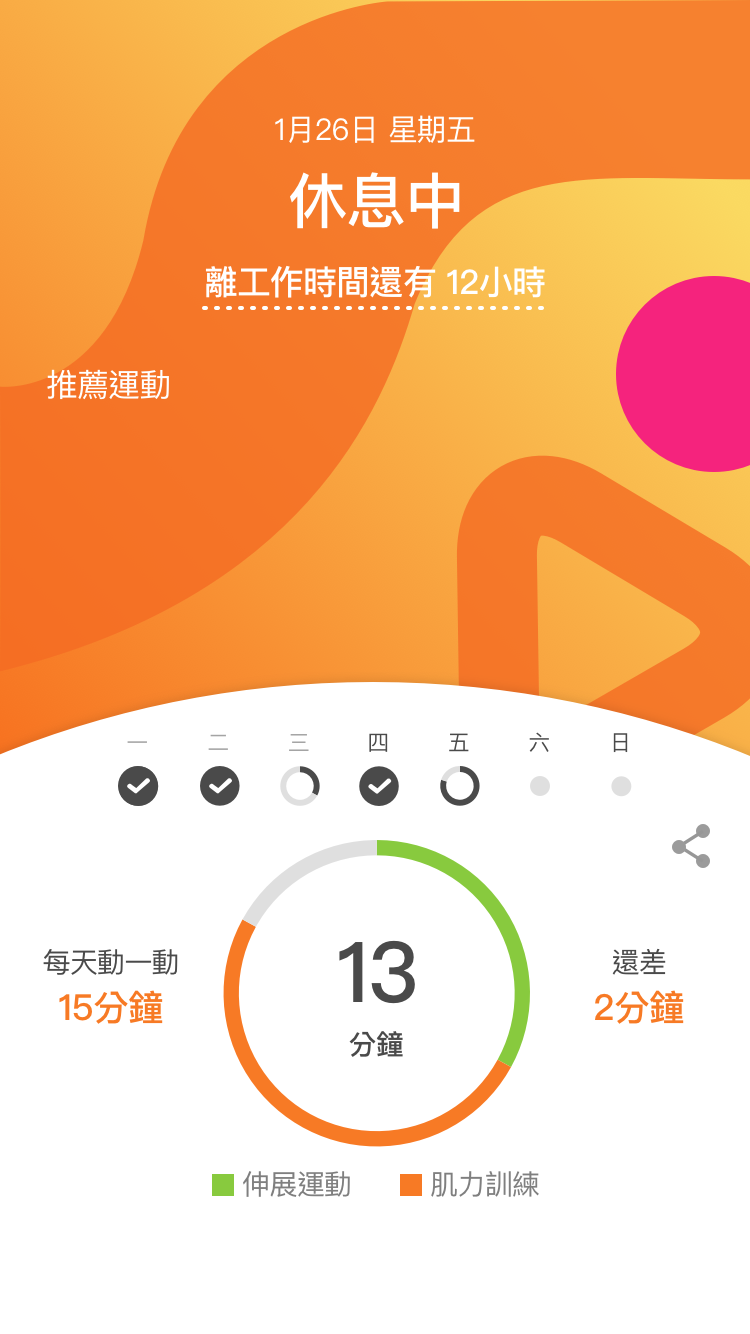 1月26日 星期五
休息中
離工作時間還有 12小時
推薦運動
一 二 三 四 五 六 日
每天動一動
15分鐘
13
分鐘
還差
2分鐘
伸展運動 肌力訓練